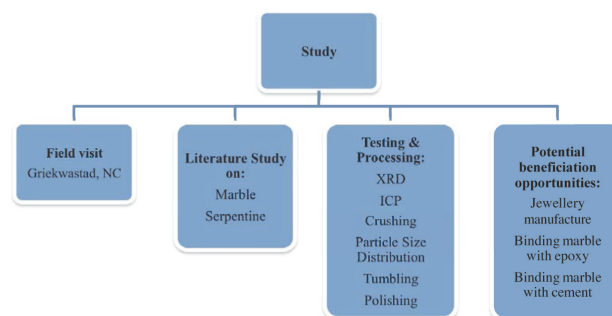 Study
Field visit
Griekwastad, NC
Literature Study
on:
Marble
Serpentine
Testing &
Processing:
XRD
ICP
Crushing
Particle Size
Distribution
Tumbling
Polishing
Potential
beneficiation
opportunities:
Jewellery
manufacture
Binding marble
with epoxy
Binding marble
with cement